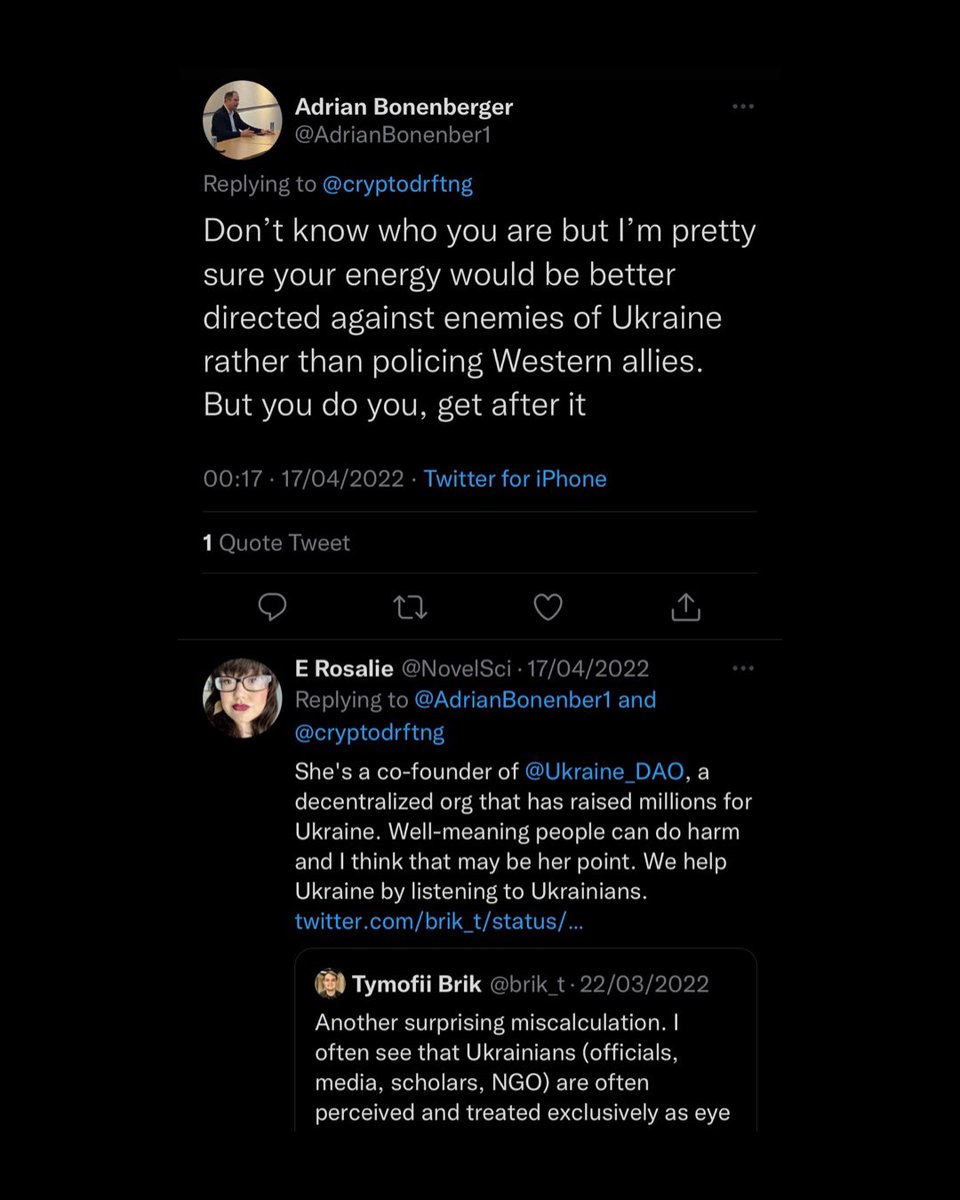 Adrian Bonenberger
@AdrianBonenber1
Replying to @cryptodrftng
Don’t know who you are but I’m pretty
sure your energy would be better
directed against enemies of Ukraine
rather than policing Western allies.
But you do you, get after it
00:17 · 17/04/2022 · Twitter for iPhone
1 Quote Tweet
E Rosalie @NovelSci · 17/04/2022
Replying to @AdrianBonenber1 and
@cryptodrftng
She's a co-founder of @Ukraine_DAO, a
decentralized org that has raised millions for
Ukraine. Well-meaning people can do harm
and I think that may be her point. We help
Ukraine by listening to Ukrainians.
twitter.com/brik_t/status/…
Tymofii Brik @brik_t · 22/03/2022
Another surprising miscalculation. I
often see that Ukrainians (officials,
media, scholars, NGO) are often
perceived and treated exclusively as eye